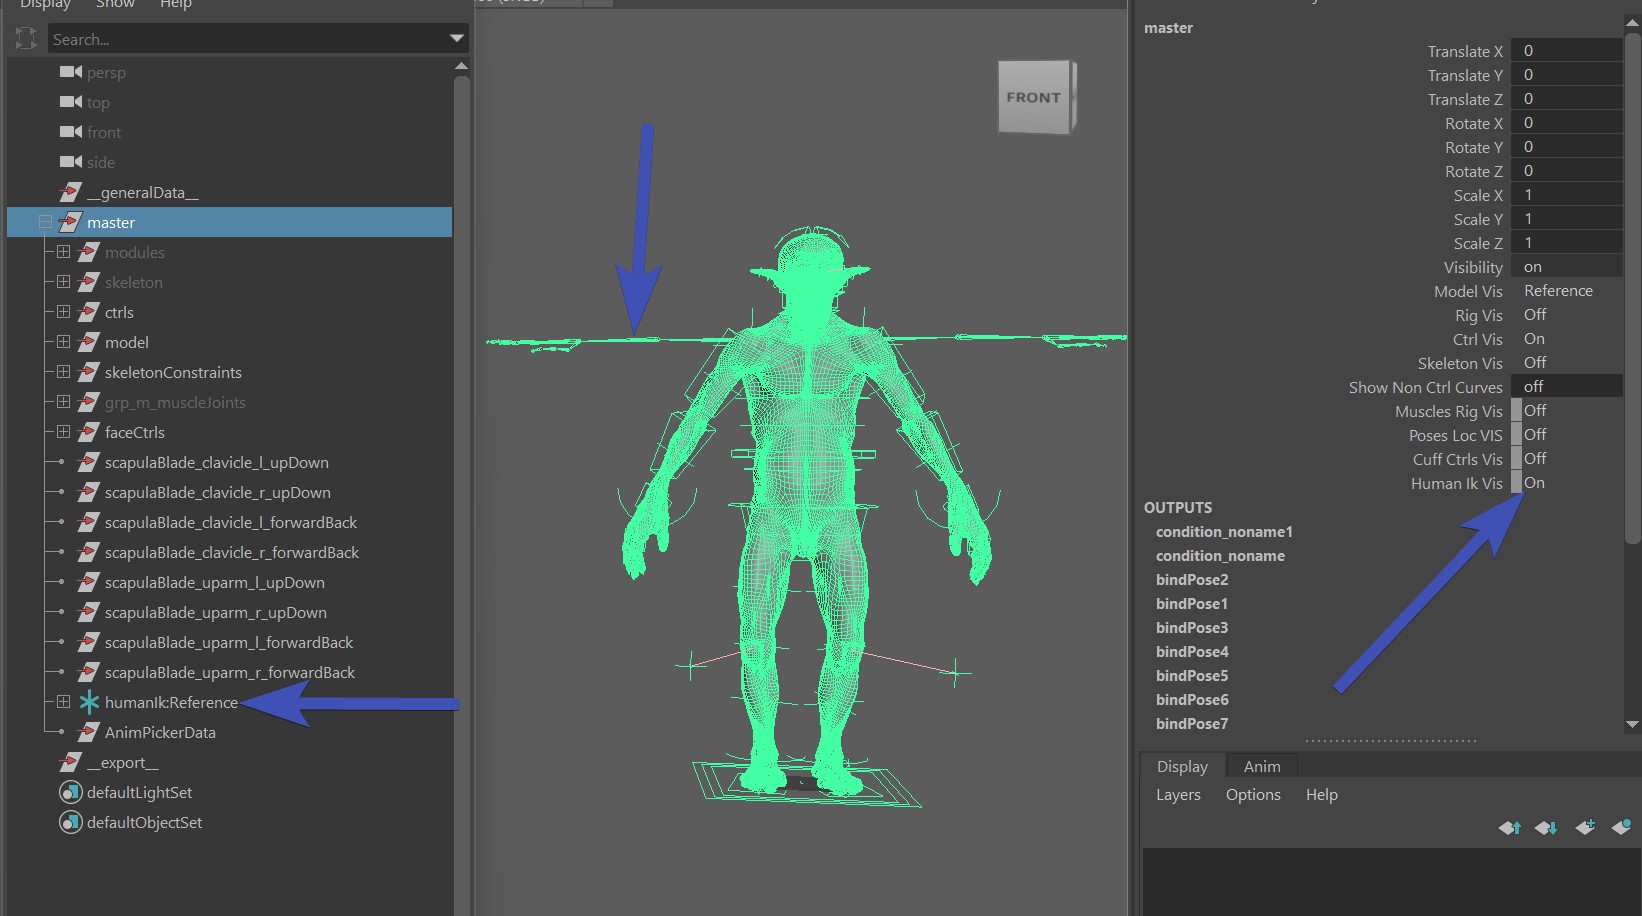 Display Show Help
Search...
persp
top
front
side
__generalData__
master
modules
skeleton
ctrls
model
skeletonConstraints
grp_m_muscleJoints
faceCtrls
scapulaBlade_clavicle_l_upDown
scapulaBlade_clavicle_r_upDown
scapulaBlade_clavicle_l_forwardBack
scapulaBlade_clavicle_r_forwardBack
scapulaBlade_uparm_l_upDown
scapulaBlade_uparm_r_upDown
scapulaBlade_uparm_l_forwardBack
scapulaBlade_uparm_r_forwardBack
humanIk:Reference
AnimPickerData
__export__
defaultLightSet
defaultObjectSet
FRONT
master
Translate X 0
Translate Y 0
Translate Z 0
Rotate X 0
Rotate Y 0
Rotate Z 0
Scale X 1
Scale Y 1
Scale Z 1
Visibility on
Model Vis Reference
Rig Vis Off
Ctrl Vis On
Skeleton Vis Off
Show Non Ctrl Curves off
Muscles Rig Vis Off
Poses Loc VIS Off
Cuff Ctrls Vis Off
Human Ik Vis On
OUTPUTS
condition_noname1
condition_noname
bindPose2
bindPose1
bindPose3
bindPose4
bindPose5
bindPose6
bindPose7
Display Anim
Layers Options Help